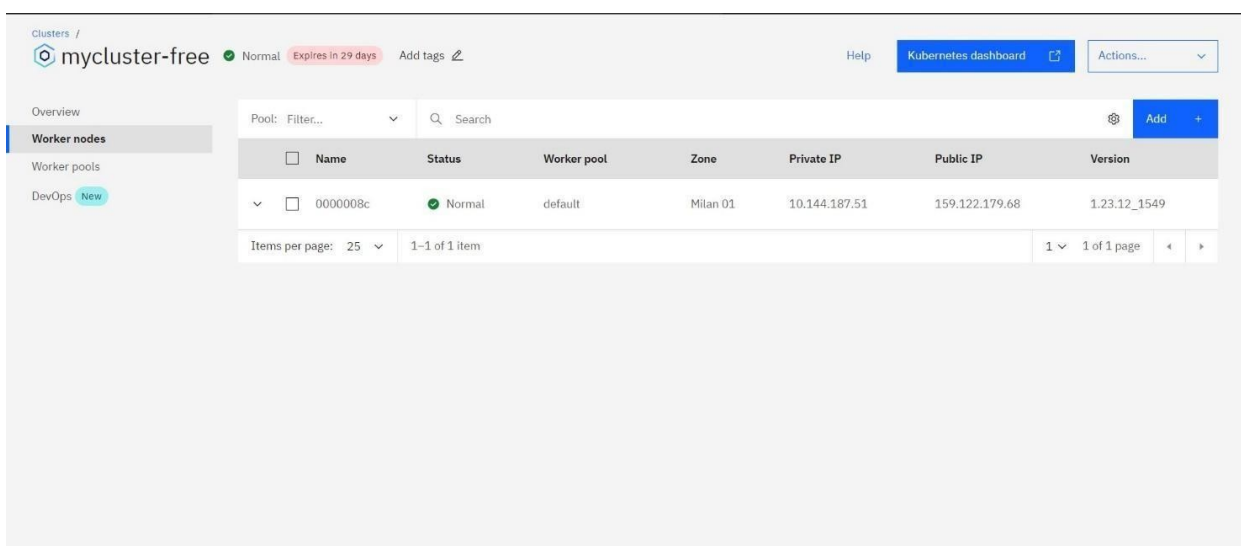 Clusters /
mycluster-free Normal Expires in 29 days Add tags Help Kubernetes dashboard Actions...
Overview
Worker nodes
Worker pools
DevOps New
Pool: Filter... Search Add +
Name Status Worker pool Zone Private IP Public IP Version
0000008c Normal default Milan 01 10.144.187.51 159.122.179.68 1.23.12_1549
Items per page: 25 1–1 of 1 item 1 1 of 1 page